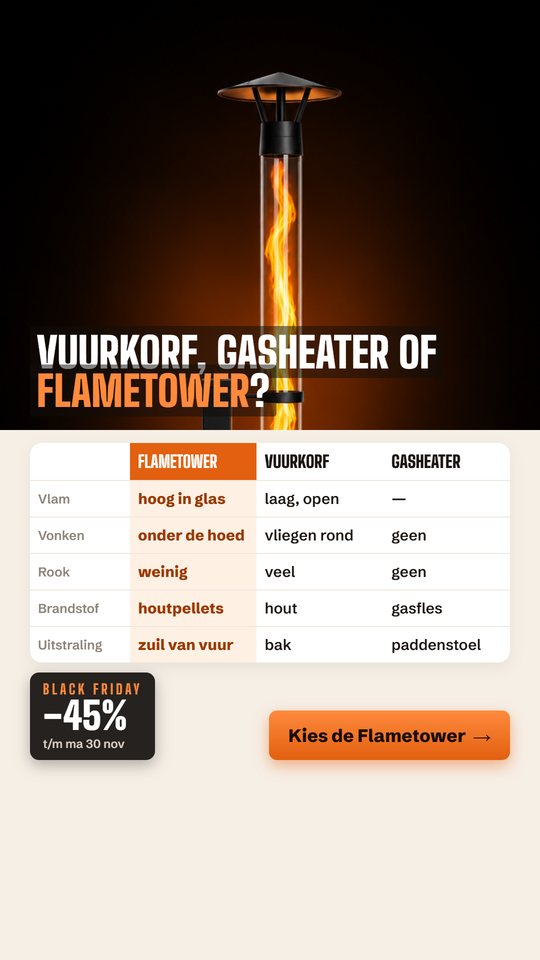 VUURKORF, GASHEATER OF
FLAMETOWER?
FLAMETOWER VUURKORF GASHEATER
Vlam hoog in glas laag, open —
Vonken onder de hoed vliegen rond geen
Rook weinig veel geen
Brandstof houtpellets hout gasfles
Uitstraling zuil van vuur bak paddenstoel
BLACK FRIDAY
–45%
t/m ma 30 nov
Kies de Flametower →